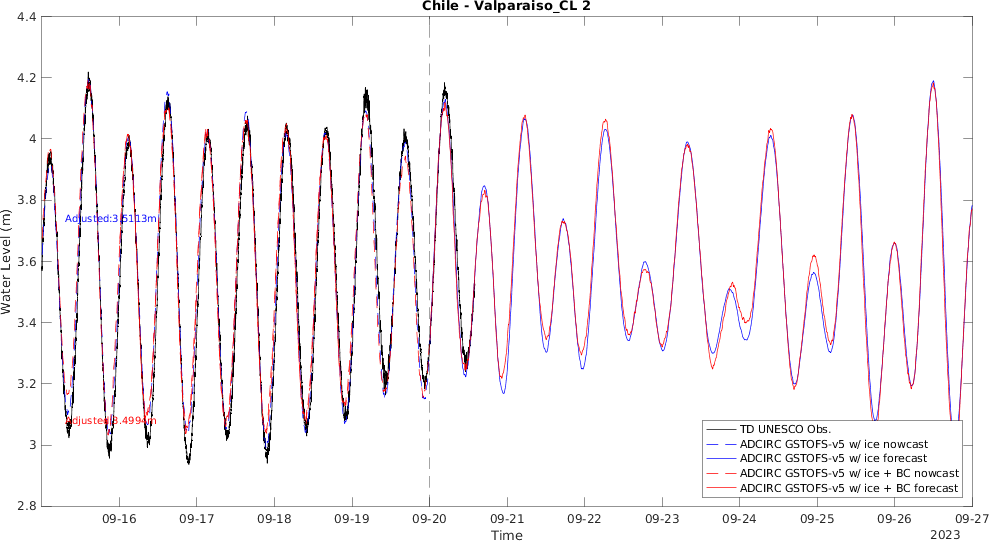 Chile - Valparaiso_CL 2
4.4
4.2
4
3.8
3.6
3.4
3.2
3
2.8
Water Level (m)
Adjusted:3.5113m
Adjusted:3.4994m
TD UNESCO Obs.
ADCIRC GSTOFS-v5 w/ ice nowcast
ADCIRC GSTOFS-v5 w/ ice forecast
ADCIRC GSTOFS-v5 w/ ice + BC nowcast
ADCIRC GSTOFS-v5 w/ ice + BC forecast
09-16 09-17 09-18 09-19 09-20 09-21 09-22 09-23 09-24 09-25 09-26 09-27
Time
2023